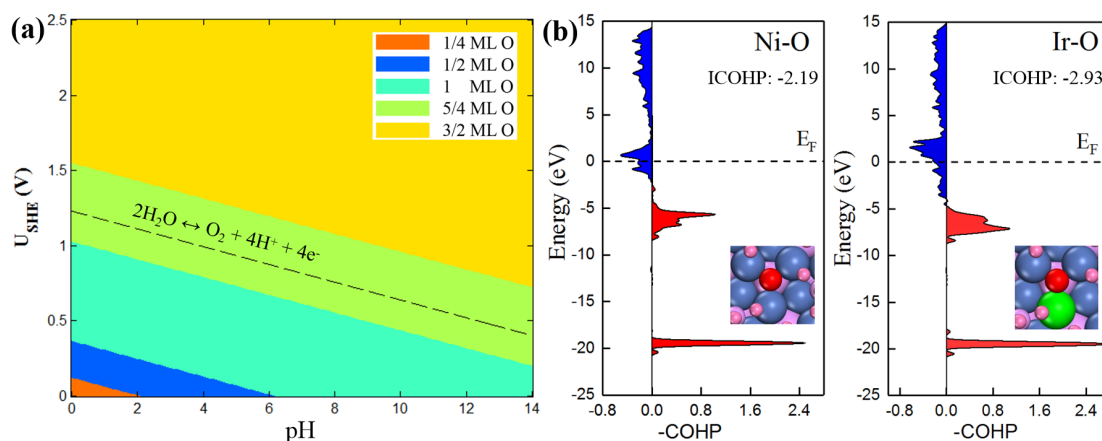 (a)
2.5
2
1.5
1
0.5
0
U_SHE (V)
1/4 ML O
1/2 ML O
1 ML O
5/4 ML O
3/2 ML O
2H₂O ↔ O₂ + 4H⁺ + 4e⁻
0 2 4 6 8 10 12 14
pH
(b)
Energy (eV)
15
10
5
0
-5
-10
-15
-20
-25
Ni-O
ICOHP: -2.19
E_F
-0.8 0.0 0.8 1.6 2.4
-COHP
Energy (eV)
15
10
5
0
-5
-10
-15
-20
-25
Ir-O
ICOHP: -2.93
E_F
-0.8 0.0 0.8 1.6 2.4
-COHP